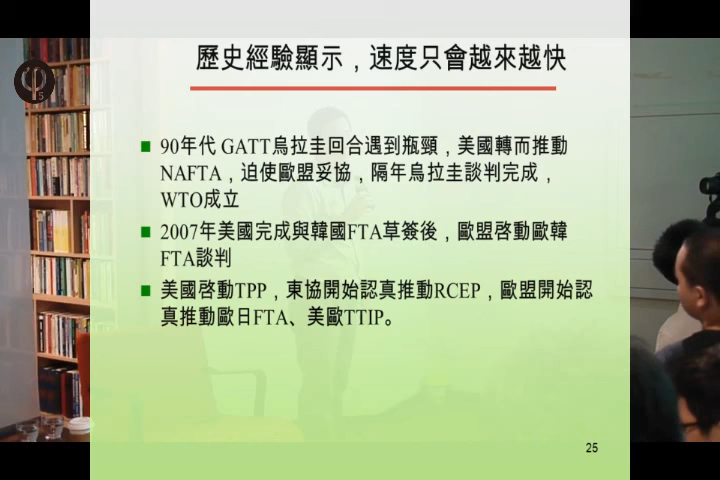 歷史經驗顯示，速度只會越來越快
90年代 GATT烏拉圭回合遇到瓶頸，美國轉而推動
NAFTA，迫使歐盟妥協，隔年烏拉圭談判完成，
WTO成立
2007年美國完成與韓國FTA草簽後，歐盟啓動歐韓
FTA談判
美國啓動TPP，東協開始認真推動RCEP，歐盟開始認
真推動歐日FTA、美歐TTIP。
25